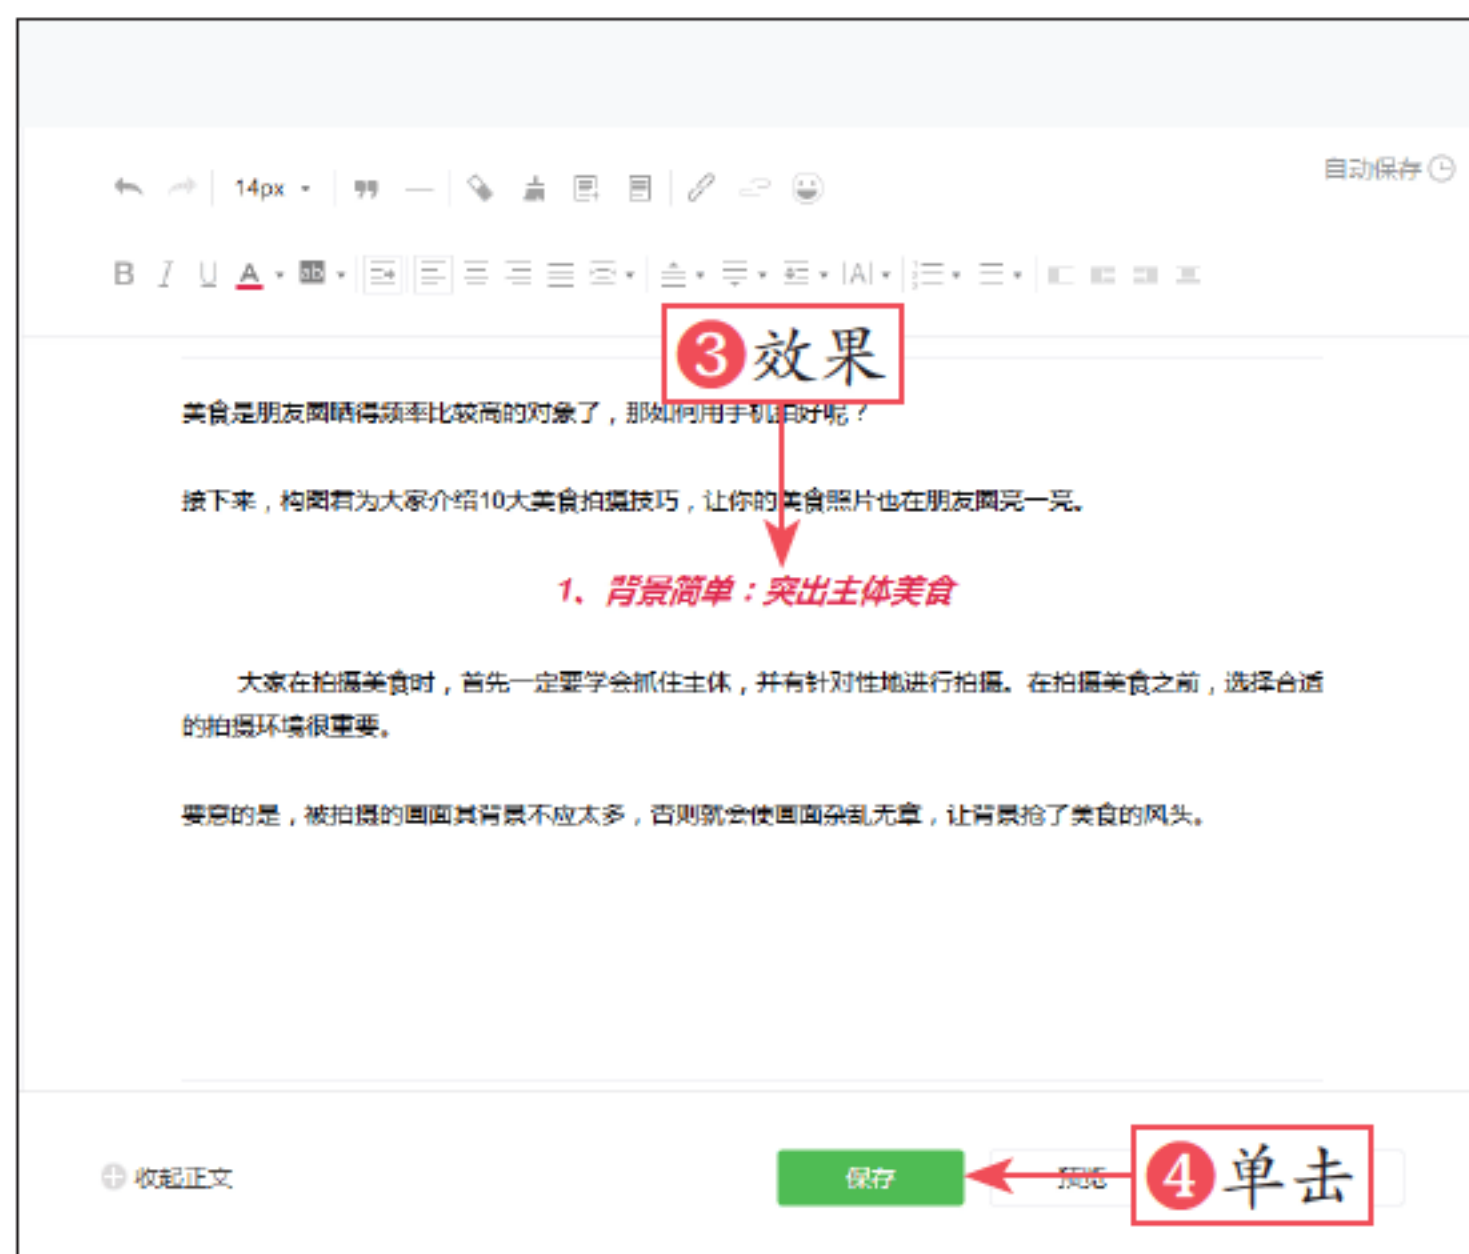 自动保存
14px
B I U A ab |A|
3 效果
美食是朋友圈晒得频率比较高的对象了，那如何用手机拍好呢？
接下来，构图君为大家介绍10大美食拍摄技巧，让你的美食照片也在朋友圈亮一亮。
1、背景简单：突出主体美食
大家在拍摄美食时，首先一定要学会抓住主体，并有针对性地进行拍摄。在拍摄美食之前，选择合适
的拍摄环境很重要。
要意的是，被拍摄的画面其背景不应太多，否则就会使画面杂乱无章，让背景抢了美食的风头。
收起正文
保存
预览
4 单击